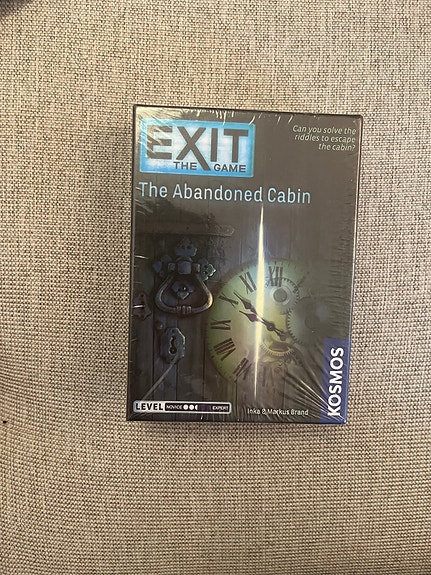 EXIT
THE GAME
Can you solve the
riddles to escape
the cabin?
The Abandoned Cabin
XII
LEVEL NOVICE EXPERT
Inka & Markus Brand
KOSMOS